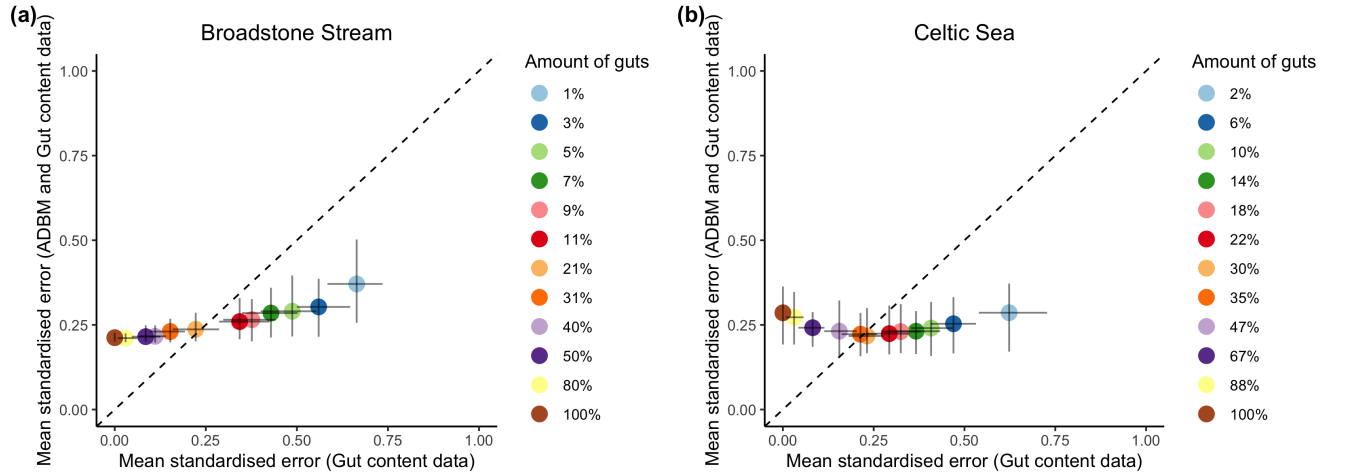 (a)
Broadstone Stream
Mean standardised error (ADBM and Gut content data)
1.00
0.75
0.50
0.25
0.00
0.00 0.25 0.50 0.75 1.00
Mean standardised error (Gut content data)
Amount of guts
1%
3%
5%
7%
9%
11%
21%
31%
40%
50%
80%
100%
(b)
Celtic Sea
Mean standardised error (ADBM and Gut content data)
1.00
0.75
0.50
0.25
0.00
0.00 0.25 0.50 0.75 1.00
Mean standardised error (Gut content data)
Amount of guts
2%
6%
10%
14%
18%
22%
30%
35%
47%
67%
88%
100%